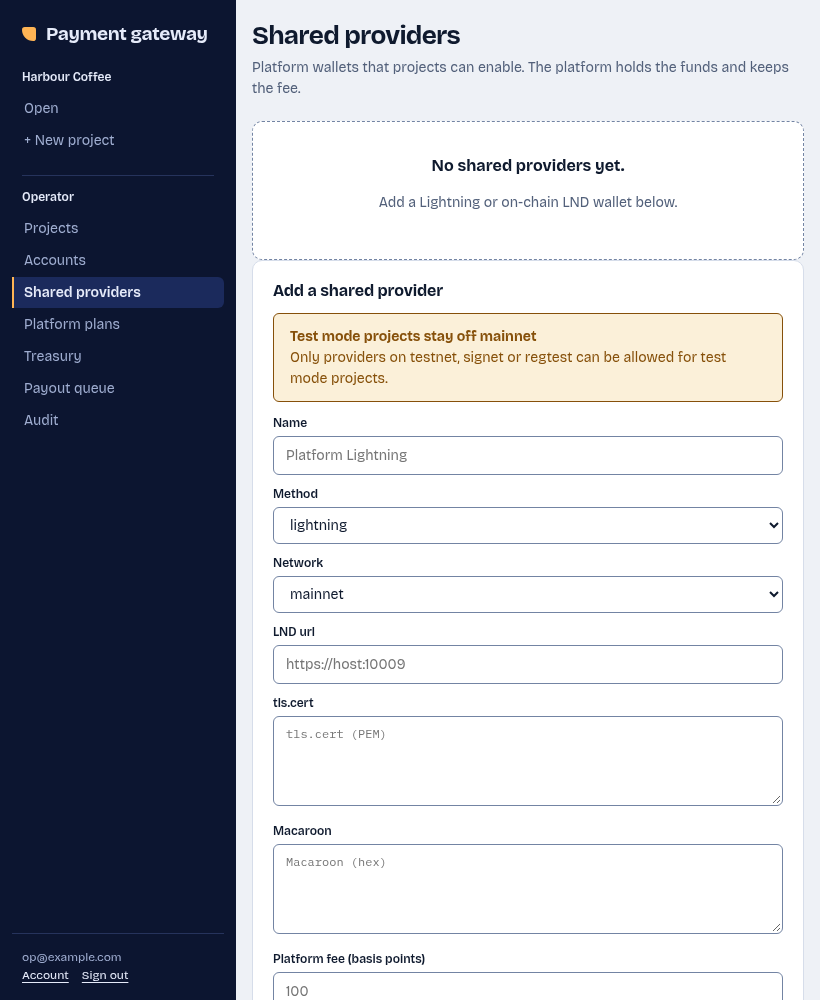 Payment gateway
Harbour Coffee
Open
+ New project
Operator
Projects
Accounts
Shared providers
Platform plans
Treasury
Payout queue
Audit
op@example.com
Account Sign out
Shared providers
Platform wallets that projects can enable. The platform holds the funds and keeps
the fee.
No shared providers yet.
Add a Lightning or on-chain LND wallet below.
Add a shared provider
Test mode projects stay off mainnet
Only providers on testnet, signet or regtest can be allowed for test
mode projects.
Name
Platform Lightning
Method
lightning
Network
mainnet
LND url
https://host:10009
tls.cert
tls.cert (PEM)
Macaroon
Macaroon (hex)
Platform fee (basis points)
100